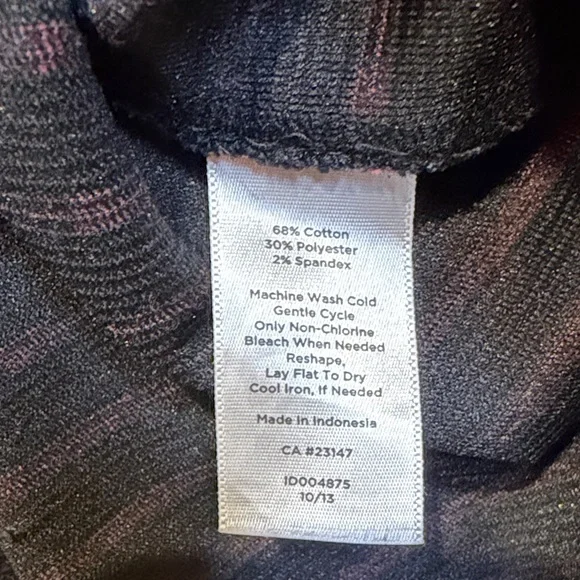 68% Cotton
30% Polyester
2% Spandex
Machine Wash Cold
Gentle Cycle
Only Non-Chlorine
Bleach When Needed
Reshape,
Lay Flat To Dry
Cool Iron, If Needed
Made In Indonesia
CA #23147
ID004875
10/13